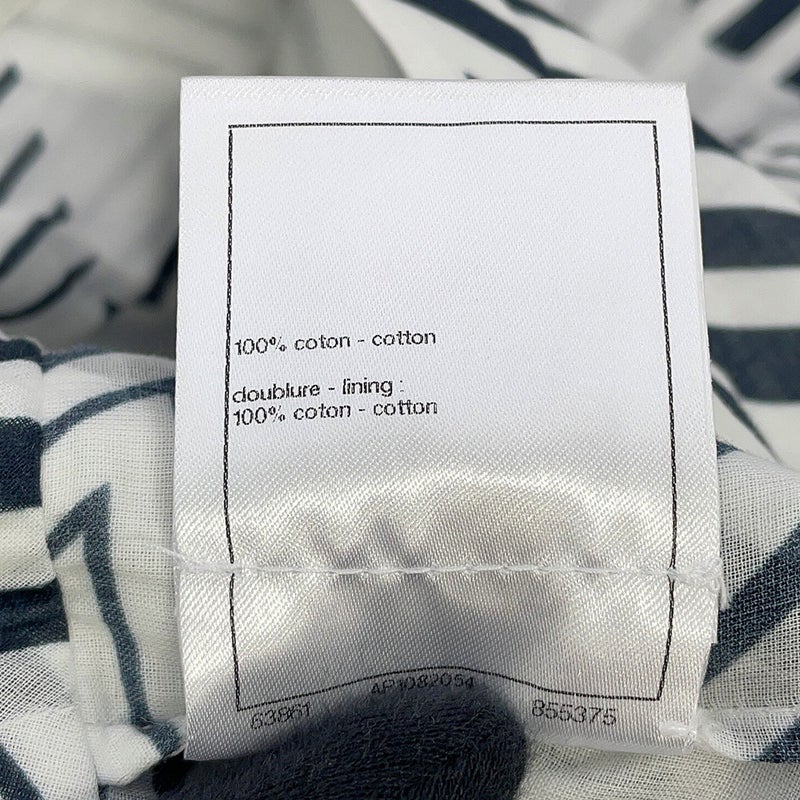 100% coton - cotton
doublure - lining :
100% coton - cotton
AP1082054
63861
855375